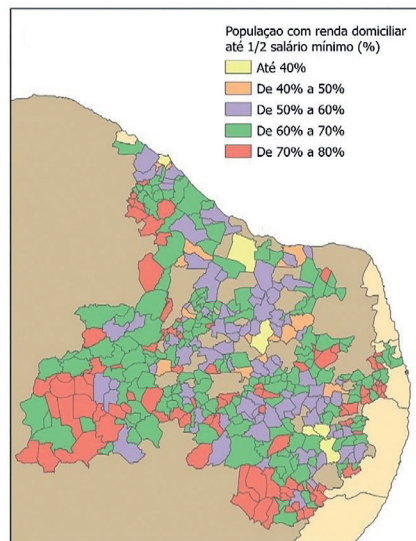 Populaçao com renda domiciliar
até 1/2 salário mínimo (%)
Até 40%
De 40% a 50%
De 50% a 60%
De 60% a 70%
De 70% a 80%